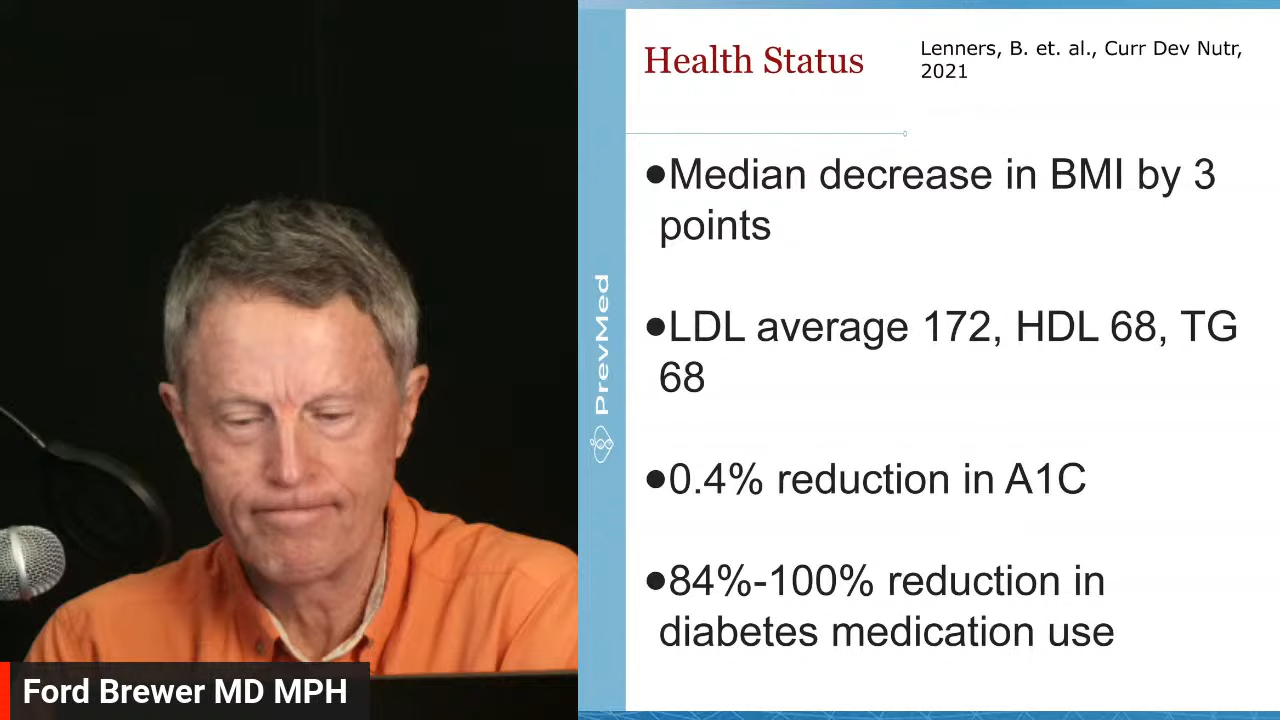 Health Status
Lenners, B. et. al., Curr Dev Nutr,
2021
●Median decrease in BMI by 3
points
●LDL average 172, HDL 68, TG
68
●0.4% reduction in A1C
●84%-100% reduction in
diabetes medication use
PrevMed
Ford Brewer MD MPH